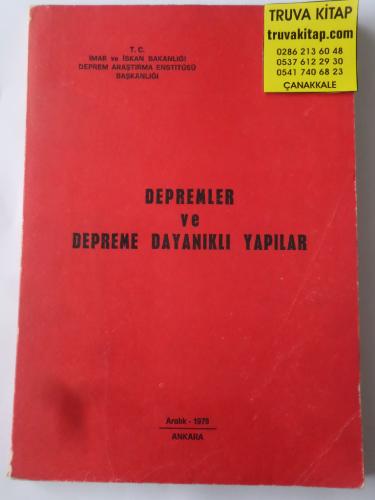 TRUVA KİTAP
truvakitap.com
0286 213 60 48
0537 612 29 30
0541 740 68 23
ÇANAKKALE
T. C.
İMAR ve İSKAN BAKANLIĞI
DEPREM ARAŞTIRMA ENSTİTÜSÜ
BAŞKANLIĞI
DEPREMLER
ve
DEPREME DAYANIKLI YAPILAR
Aralık - 1978
ANKARA